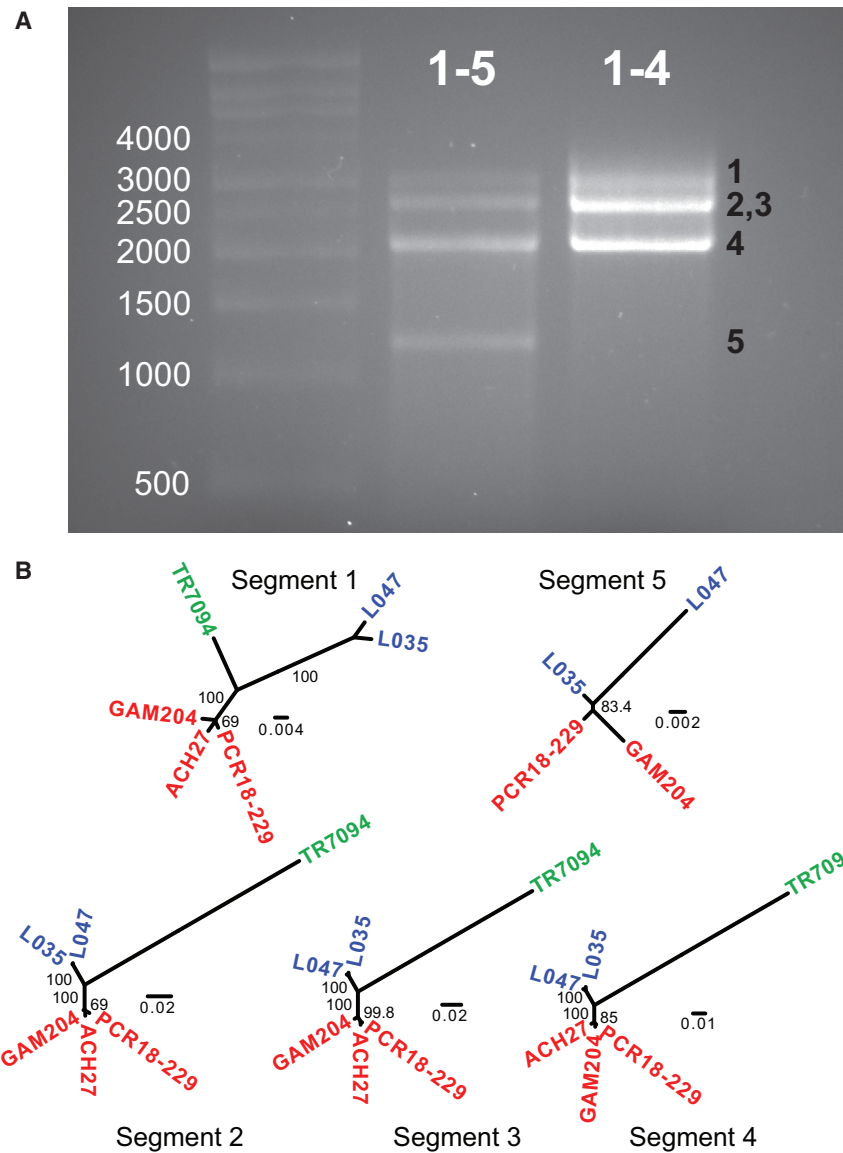 A
1-5
1-4
4000
3000
2500
2000
1500
1000
500
1
2,3
4
5
B
Segment 1
TR7094
L047
L035
100
100
GAM204
69
ACH27
PCR18-229
0.004
Segment 5
L047
L035
83.4
PCR18-229
GAM204
0.002
TR7094
L035
L047
100
100
69
GAM204
ACH27
PCR18-229
0.02
Segment 2
TR7094
L047
L035
100
100
99.8
GAM204
ACH27
PCR18-229
0.02
Segment 3
TR709
L047
L035
100
100
85
ACH27
GAM204
PCR18-229
0.01
Segment 4